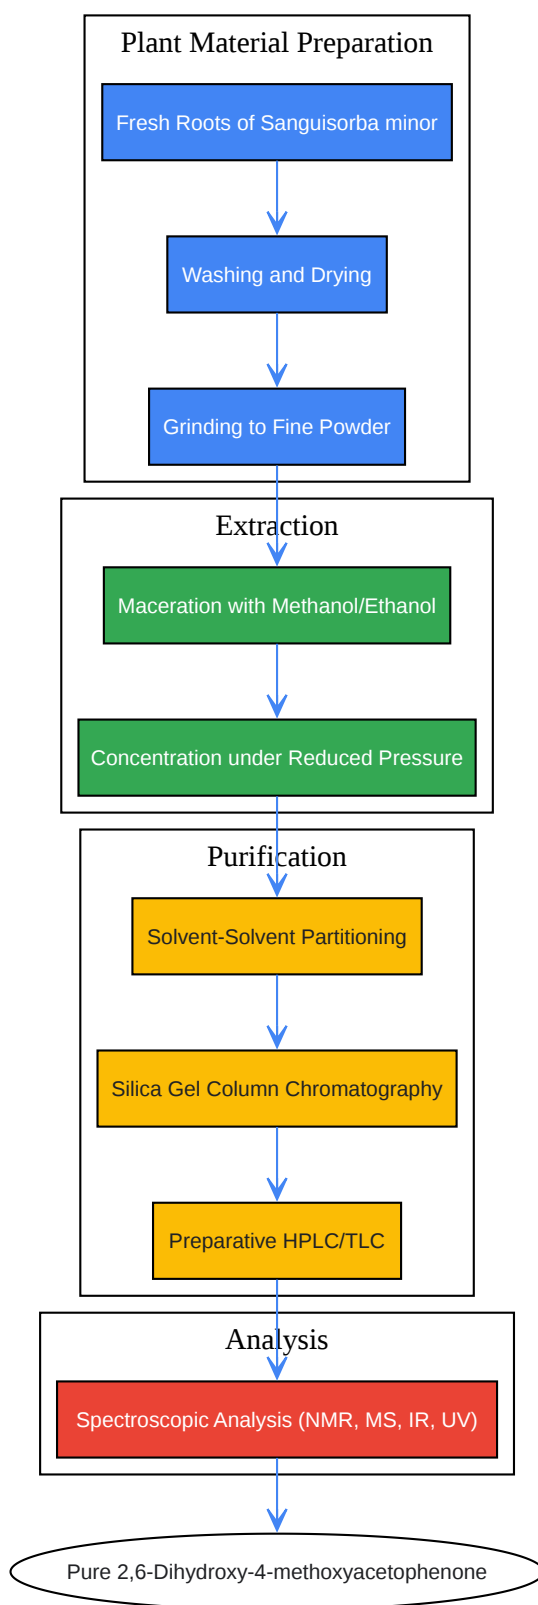 Plant Material Preparation
Fresh Roots of Sanguisorba minor
Washing and Drying
Grinding to Fine Powder
Extraction
Maceration with Methanol/Ethanol
Concentration under Reduced Pressure
Purification
Solvent-Solvent Partitioning
Silica Gel Column Chromatography
Preparative HPLC/TLC
Analysis
Spectroscopic Analysis (NMR, MS, IR, UV)
Pure 2,6-Dihydroxy-4-methoxyacetophenone